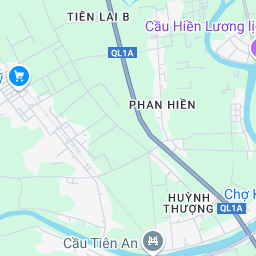 TIÊN LAI B
Cầu Hiền Lương
QL1A
PHAN HIỀN
HUỲNH
THƯỢNG
Chợ
QL1A
Cầu Tiên An